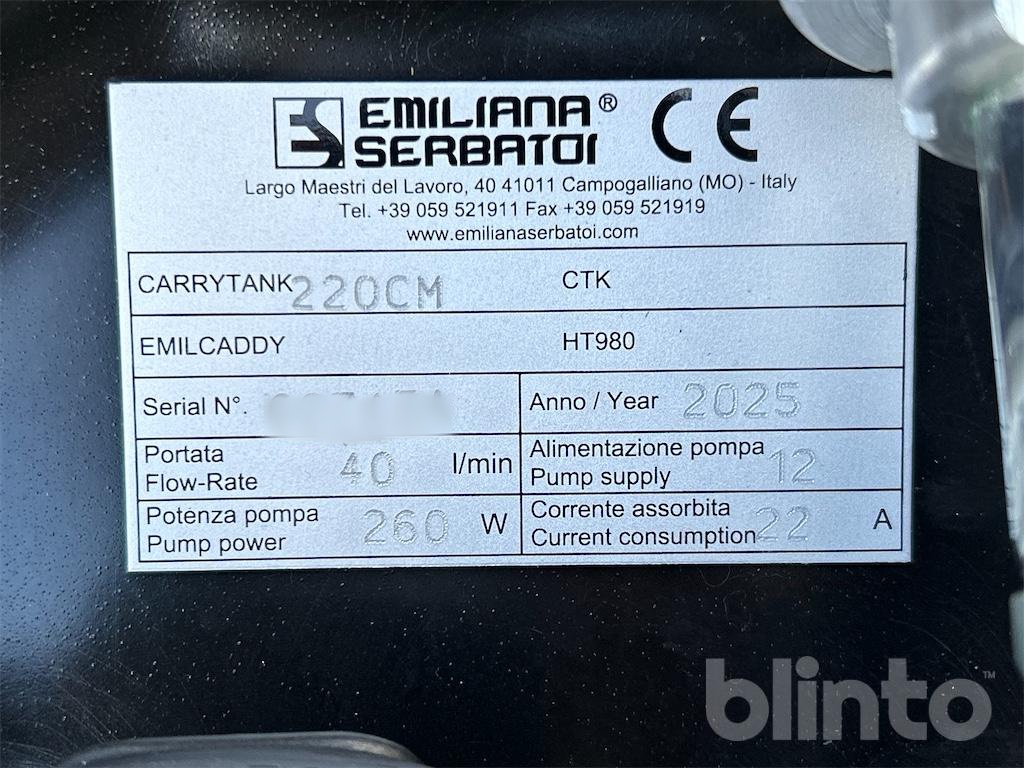 EMILIANA®
SERBATOI
CE
Largo Maestri del Lavoro, 40 41011 Campogalliano (MO) - Italy
Tel. +39 059 521911 Fax +39 059 521919
www.emilianaserbatoi.com
CARRYTANK 220CM CTK
EMILCADDY HT980
Serial N°. Anno / Year 2025
Portata Alimentazione pompa
Flow-Rate 40 l/min Pump supply 12
Potenza pompa Corrente assorbita
Pump power 260 W Current consumption 22 A
blinto™